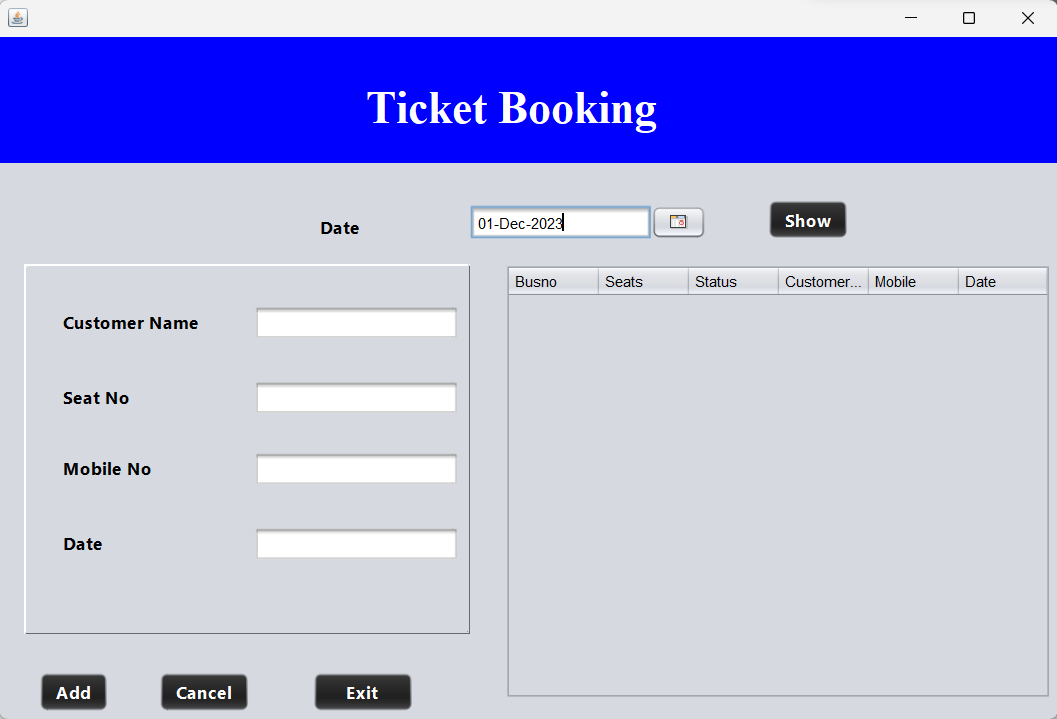 Ticket Booking
Date 01-Dec-2023 Show
Busno Seats Status Customer... Mobile Date
Customer Name
Seat No
Mobile No
Date
Add Cancel Exit